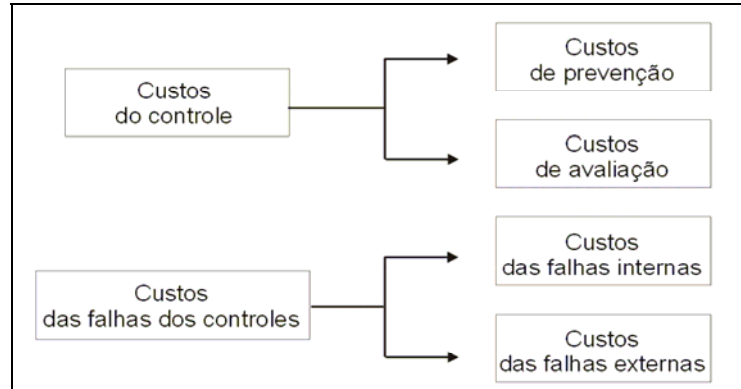 Custos
do controle
Custos
de prevenção
Custos
de avaliação
Custos
das falhas dos controles
Custos
das falhas internas
Custos
das falhas externas